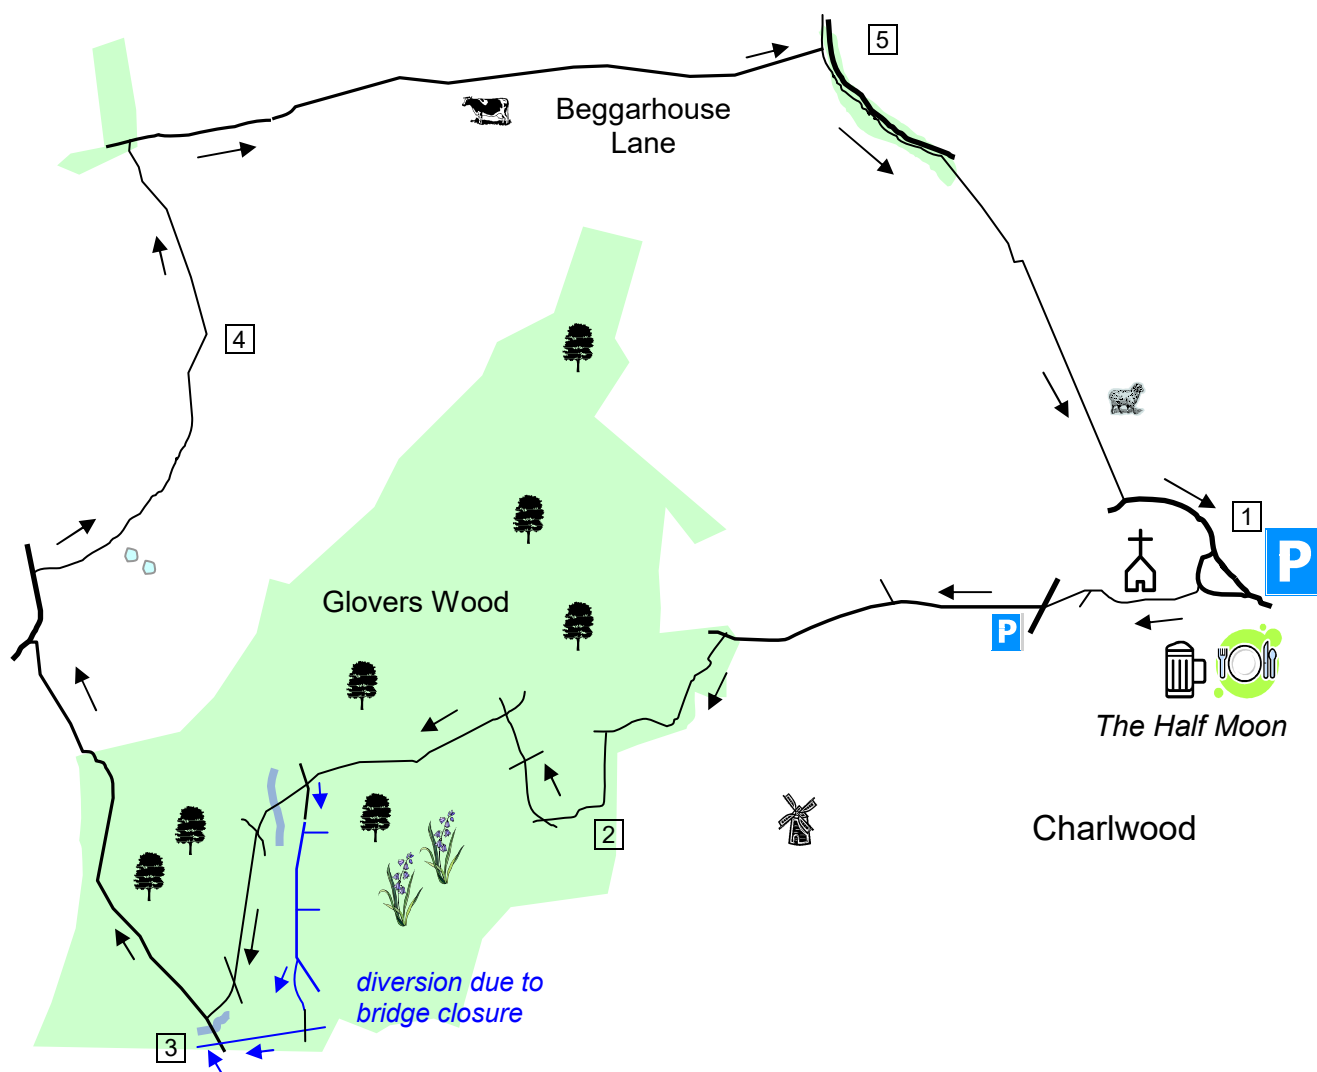 5
Beggarhouse
Lane
4
1
P
Glovers Wood
P
The Half Moon
2
Charlwood
diversion due to
bridge closure
3